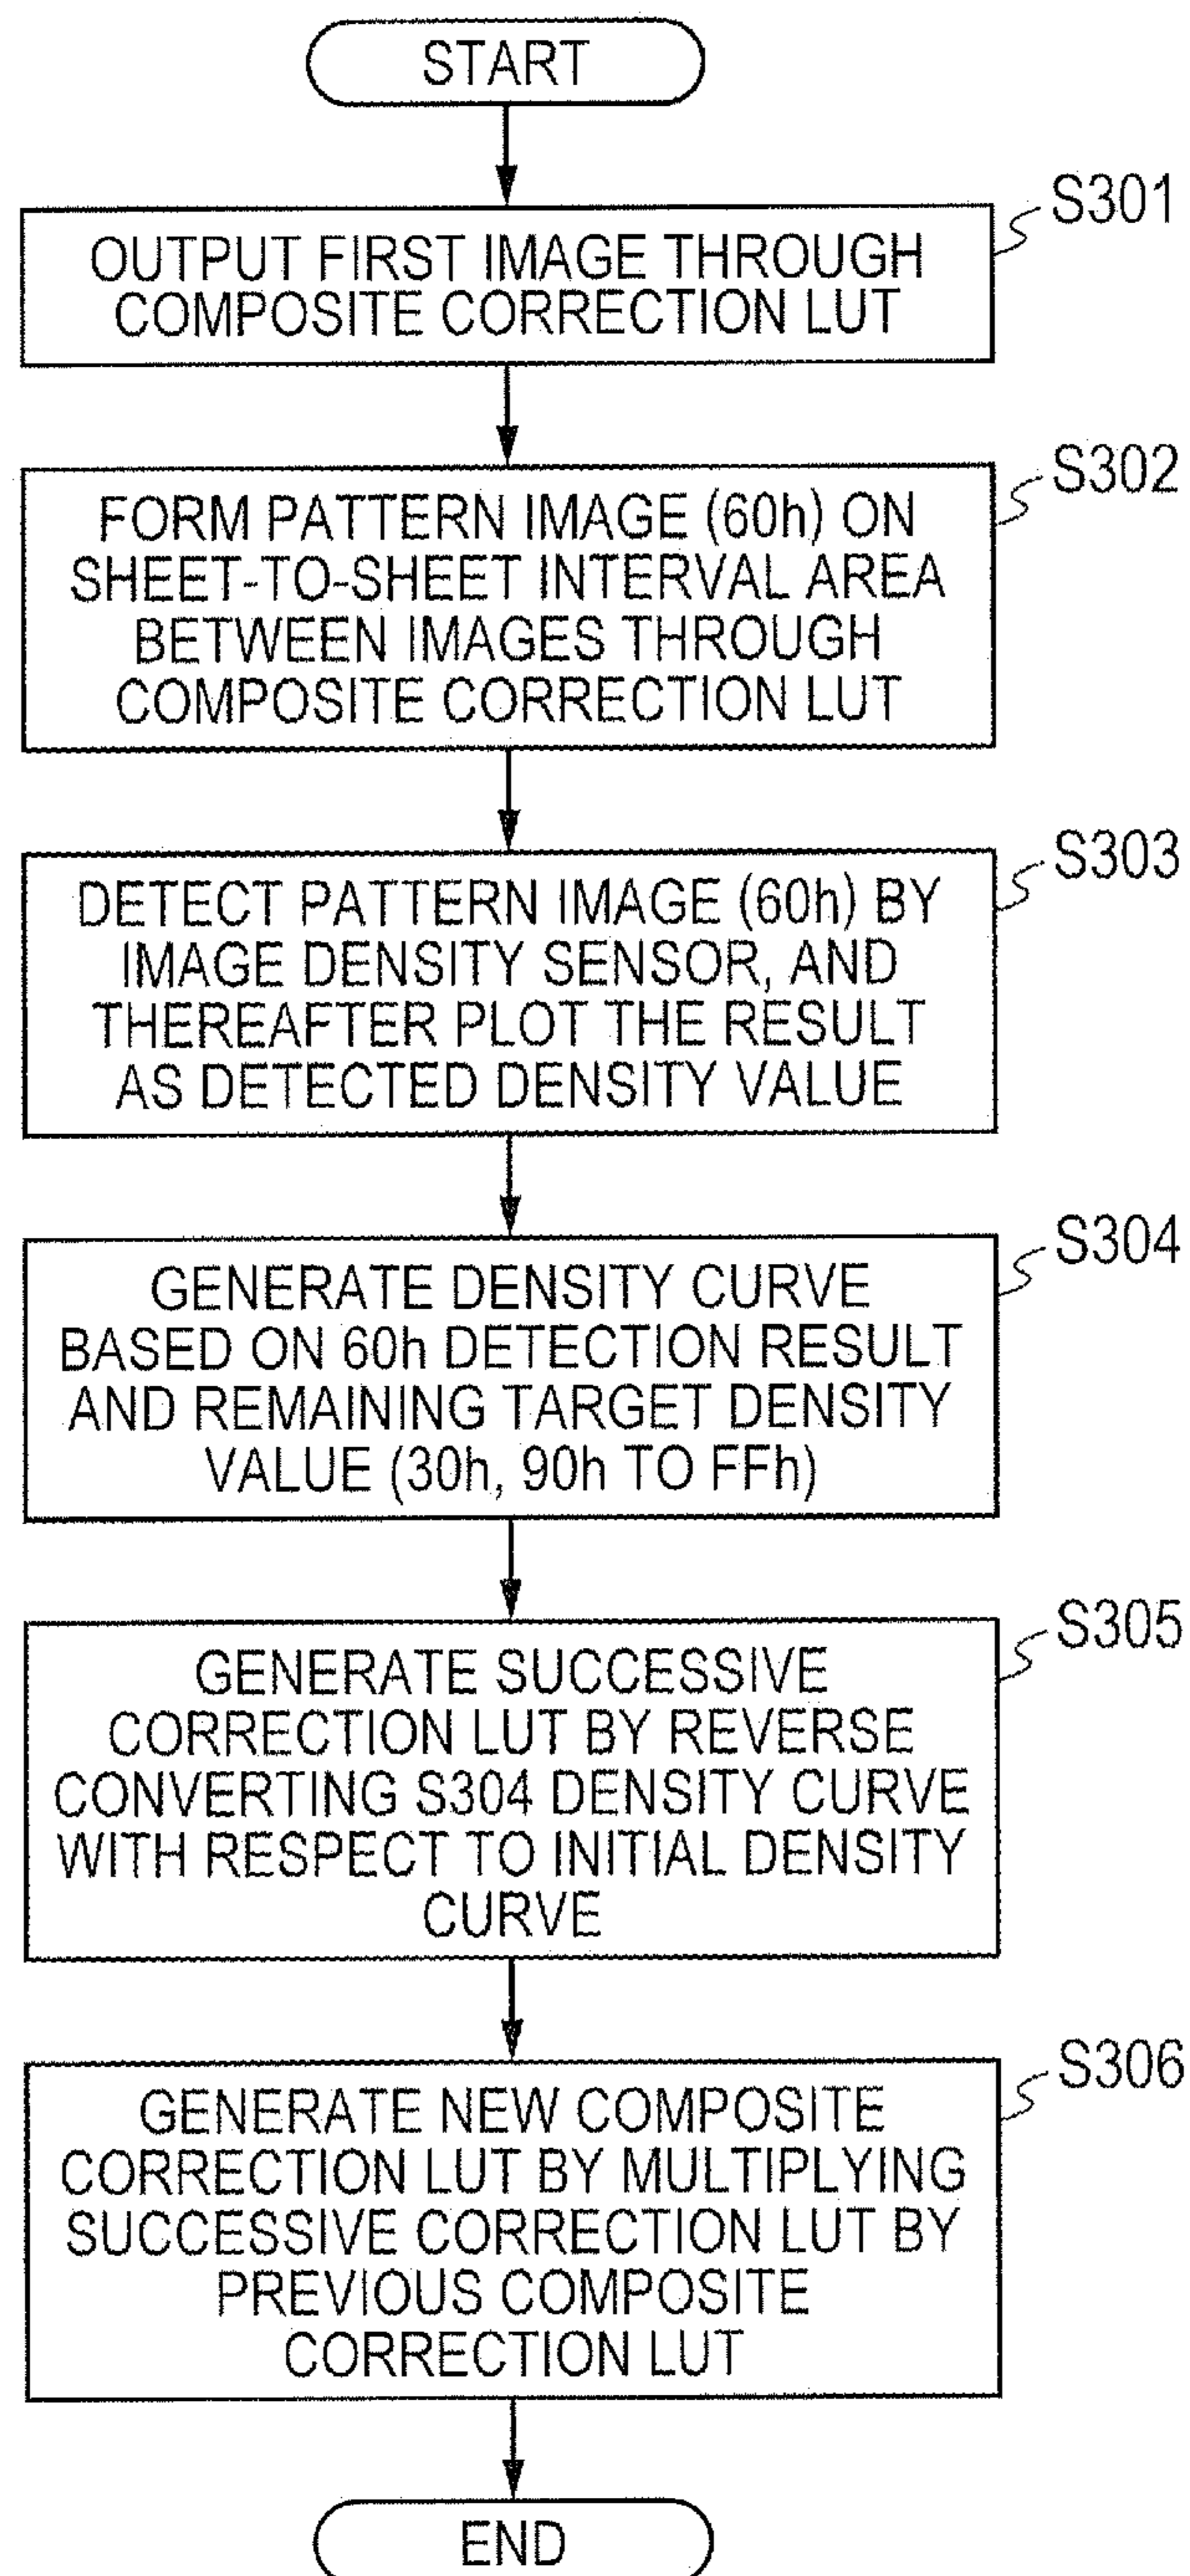 START
S301
OUTPUT FIRST IMAGE THROUGH
COMPOSITE CORRECTION LUT
S302
FORM PATTERN IMAGE (60h) ON
SHEET-TO-SHEET INTERVAL AREA
BETWEEN IMAGES THROUGH
COMPOSITE CORRECTION LUT
S303
DETECT PATTERN IMAGE (60h) BY
IMAGE DENSITY SENSOR, AND
THEREAFTER PLOT THE RESULT
AS DETECTED DENSITY VALUE
S304
GENERATE DENSITY CURVE
BASED ON 60h DETECTION RESULT
AND REMAINING TARGET DENSITY
VALUE (30h, 90h TO FFh)
S305
GENERATE SUCCESSIVE
CORRECTION LUT BY REVERSE
CONVERTING S304 DENSITY CURVE
WITH RESPECT TO INITIAL DENSITY
CURVE
S306
GENERATE NEW COMPOSITE
CORRECTION LUT BY MULTIPLYING
SUCCESSIVE CORRECTION LUT BY
PREVIOUS COMPOSITE
CORRECTION LUT
END